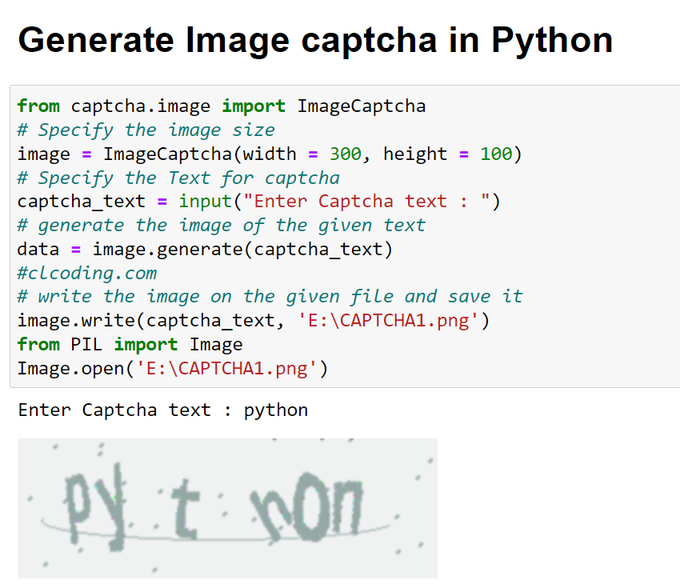 Generate Image captcha in Python
from captcha.image import ImageCaptcha
# Specify the image size
image = ImageCaptcha(width = 300, height = 100)
# Specify the Text for captcha
captcha_text = input("Enter Captcha text : ")
# generate the image of the given text
data = image.generate(captcha_text)
#clcoding.com
# write the image on the given file and save it
image.write(captcha_text, 'E:\CAPTCHA1.png')
from PIL import Image
Image.open('E:\CAPTCHA1.png')
Enter Captcha text : python
python